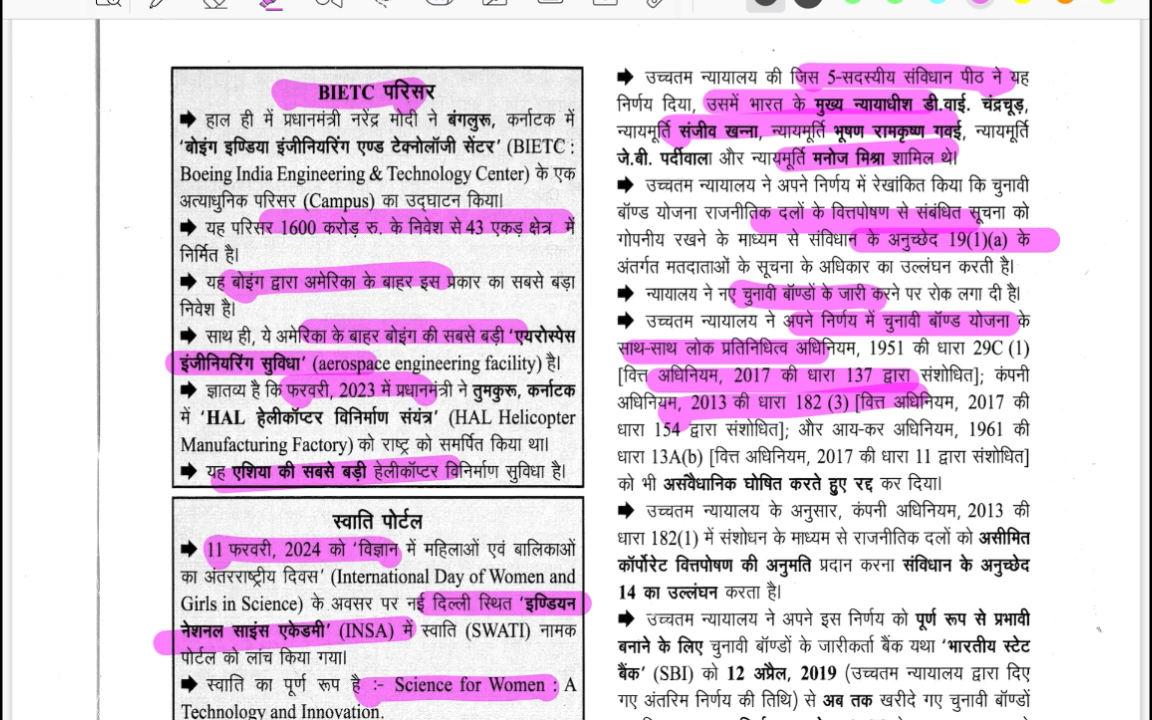 BIETC परिसर
➡ हाल ही में प्रधानमंत्री नरेंद्र मोदी ने बंगलुरू, कर्नाटक में
'बोइंग इण्डिया इंजीनियरिंग एण्ड टेक्नोलॉजी सेंटर' (BIETC :
Boeing India Engineering & Technology Center) के एक
अत्याधुनिक परिसर (Campus) का उद्घाटन किया।
➡ यह परिसर 1600 करोड़ रु. के निवेश से 43 एकड़ क्षेत्र में
निर्मित है।
➡ यह बोइंग द्वारा अमेरिका के बाहर इस प्रकार का सबसे बड़ा
निवेश है।
➡ साथ ही, ये अमेरिका के बाहर बोइंग की सबसे बड़ी 'एयरोस्पेस
इंजीनियरिंग सुविधा' (aerospace engineering facility) है।
➡ ज्ञातव्य है कि फरवरी, 2023 में प्रधानमंत्री ने तुमकुरू, कर्नाटक
में 'HAL हेलीकॉप्टर विनिर्माण संयंत्र' (HAL Helicopter
Manufacturing Factory) को राष्ट्र को समर्पित किया था।
➡ यह एशिया की सबसे बड़ी हेलीकॉप्टर विनिर्माण सुविधा है।
स्वाति पोर्टल
➡ 11 फरवरी, 2024 को 'विज्ञान में महिलाओं एवं बालिकाओं
का अंतरराष्ट्रीय दिवस' (International Day of Women and
Girls in Science) के अवसर पर नई दिल्ली स्थित 'इण्डियन
नेशनल साइंस एकेडमी' (INSA) में स्वाति (SWATI) नामक
पोर्टल को लांच किया गया।
➡ स्वाति का पूर्ण रूप है :- Science for Women : A
Technology and Innovation.
➡ उच्चतम न्यायालय की जिस 5-सदस्यीय संविधान पीठ ने यह
निर्णय दिया, उसमें भारत के मुख्य न्यायाधीश डी.वाई. चंद्रचूड़,
न्यायमूर्ति संजीव खन्ना, न्यायमूर्ति भूषण रामकृष्ण गवई, न्यायमूर्ति
जे.बी. पर्दीवाला और न्यायमूर्ति मनोज मिश्रा शामिल थे।
➡ उच्चतम न्यायालय ने अपने निर्णय में रेखांकित किया कि चुनावी
बॉण्ड योजना राजनीतिक दलों के वित्तपोषण से संबंधित सूचना को
गोपनीय रखने के माध्यम से संविधान के अनुच्छेद 19(1)(a) के
अंतर्गत मतदाताओं के सूचना के अधिकार का उल्लंघन करती है।
➡ न्यायालय ने नए चुनावी बॉण्डों के जारी करने पर रोक लगा दी है।
➡ उच्चतम न्यायालय ने अपने निर्णय में चुनावी बॉण्ड योजना के
साथ-साथ लोक प्रतिनिधित्व अधिनियम, 1951 की धारा 29C (1)
[वित्त अधिनियम, 2017 की धारा 137 द्वारा संशोधित]; कंपनी
अधिनियम, 2013 की धारा 182 (3) [वित्त अधिनियम, 2017 की
धारा 154 द्वारा संशोधित]; और आय-कर अधिनियम, 1961 की
धारा 13A(b) [वित्त अधिनियम, 2017 की धारा 11 द्वारा संशोधित]
को भी असंवैधानिक घोषित करते हुए रद्द कर दिया।
➡ उच्चतम न्यायालय के अनुसार, कंपनी अधिनियम, 2013 की
धारा 182(1) में संशोधन के माध्यम से राजनीतिक दलों को असीमित
कॉर्पोरेट वित्तपोषण की अनुमति प्रदान करना संविधान के अनुच्छेद
14 का उल्लंघन करता है।
➡ उच्चतम न्यायालय ने अपने इस निर्णय को पूर्ण रूप से प्रभावी
बनाने के लिए चुनावी बॉण्डों के जारीकर्ता बैंक यथा 'भारतीय स्टेट
बैंक' (SBI) को 12 अप्रैल, 2019 (उच्चतम न्यायालय द्वारा दिए
गए अंतरिम निर्णय की तिथि) से अब तक खरीदे गए चुनावी बॉण्डों